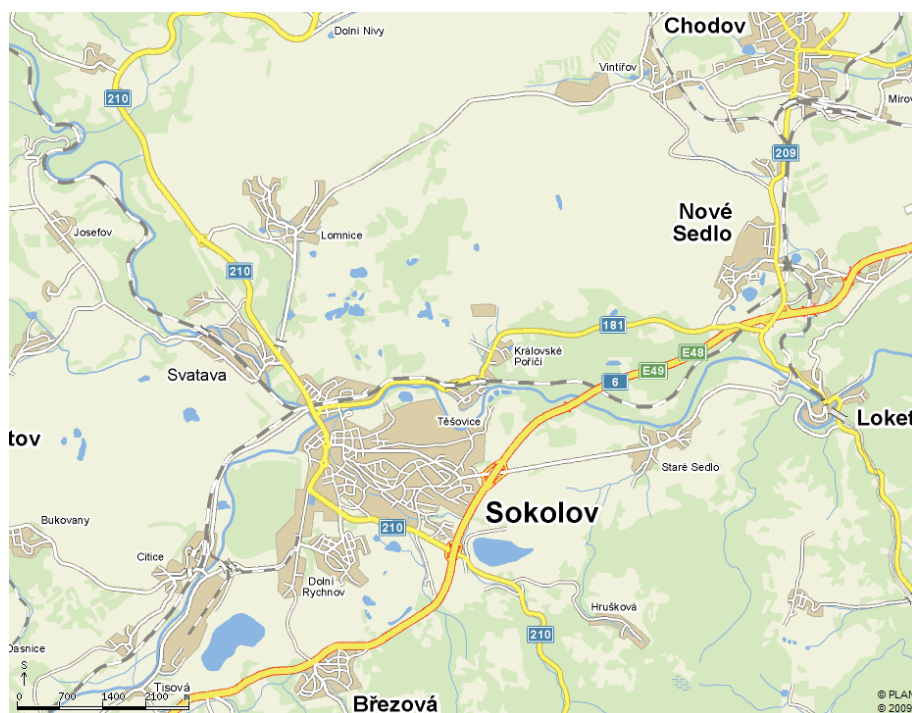 Chodov
Dolní Nivy
Vintířov
210
Mirov
209
Josefov
Lomnice
Nové
Sedlo
210
181
Královské
Poříčí
E48
E49
6
Svatava
Těšovice
tov
Loket
Staré Sedlo
Sokolov
Bukovany
210
Citice
Dolní
Rychnov
Hrušková
210
Dasnice
S
Tisová
0 700 1400 2100
Březová
© PLAN
© 2009